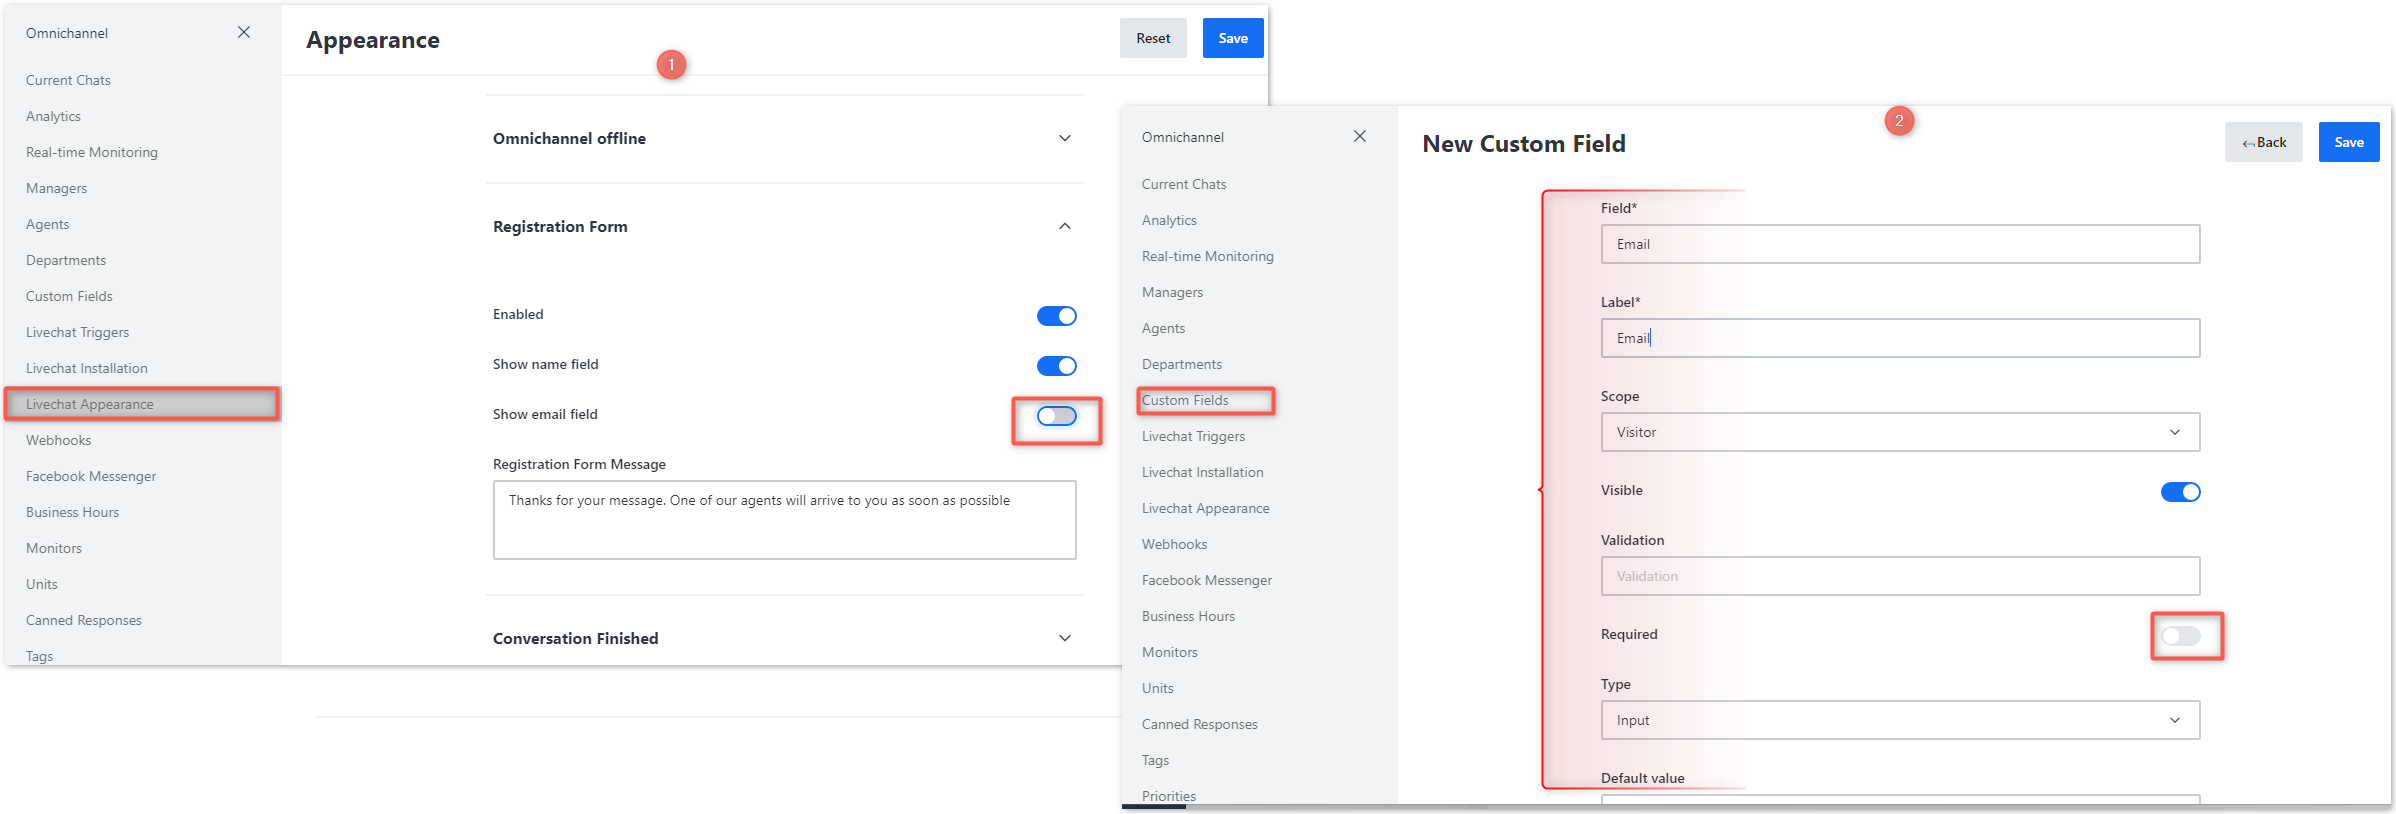 Omnichannel
Current Chats
Analytics
Real-time Monitoring
Managers
Agents
Departments
Custom Fields
Livechat Triggers
Livechat Installation
Livechat Appearance
Webhooks
Facebook Messenger
Business Hours
Monitors
Units
Canned Responses
Tags
Appearance
1
Reset
Save
Omnichannel offline
Registration Form
Enabled
Show name field
Show email field
Registration Form Message
Thanks for your message. One of our agents will arrive to you as soon as possible
Conversation Finished
Omnichannel
Current Chats
Analytics
Real-time Monitoring
Managers
Agents
Departments
Custom Fields
Livechat Triggers
Livechat Installation
Livechat Appearance
Webhooks
Facebook Messenger
Business Hours
Monitors
Units
Canned Responses
Tags
Priorities
New Custom Field
2
Back
Save
Field*
Email
Label*
Email
Scope
Visitor
Visible
Validation
Validation
Required
Type
Input
Default value